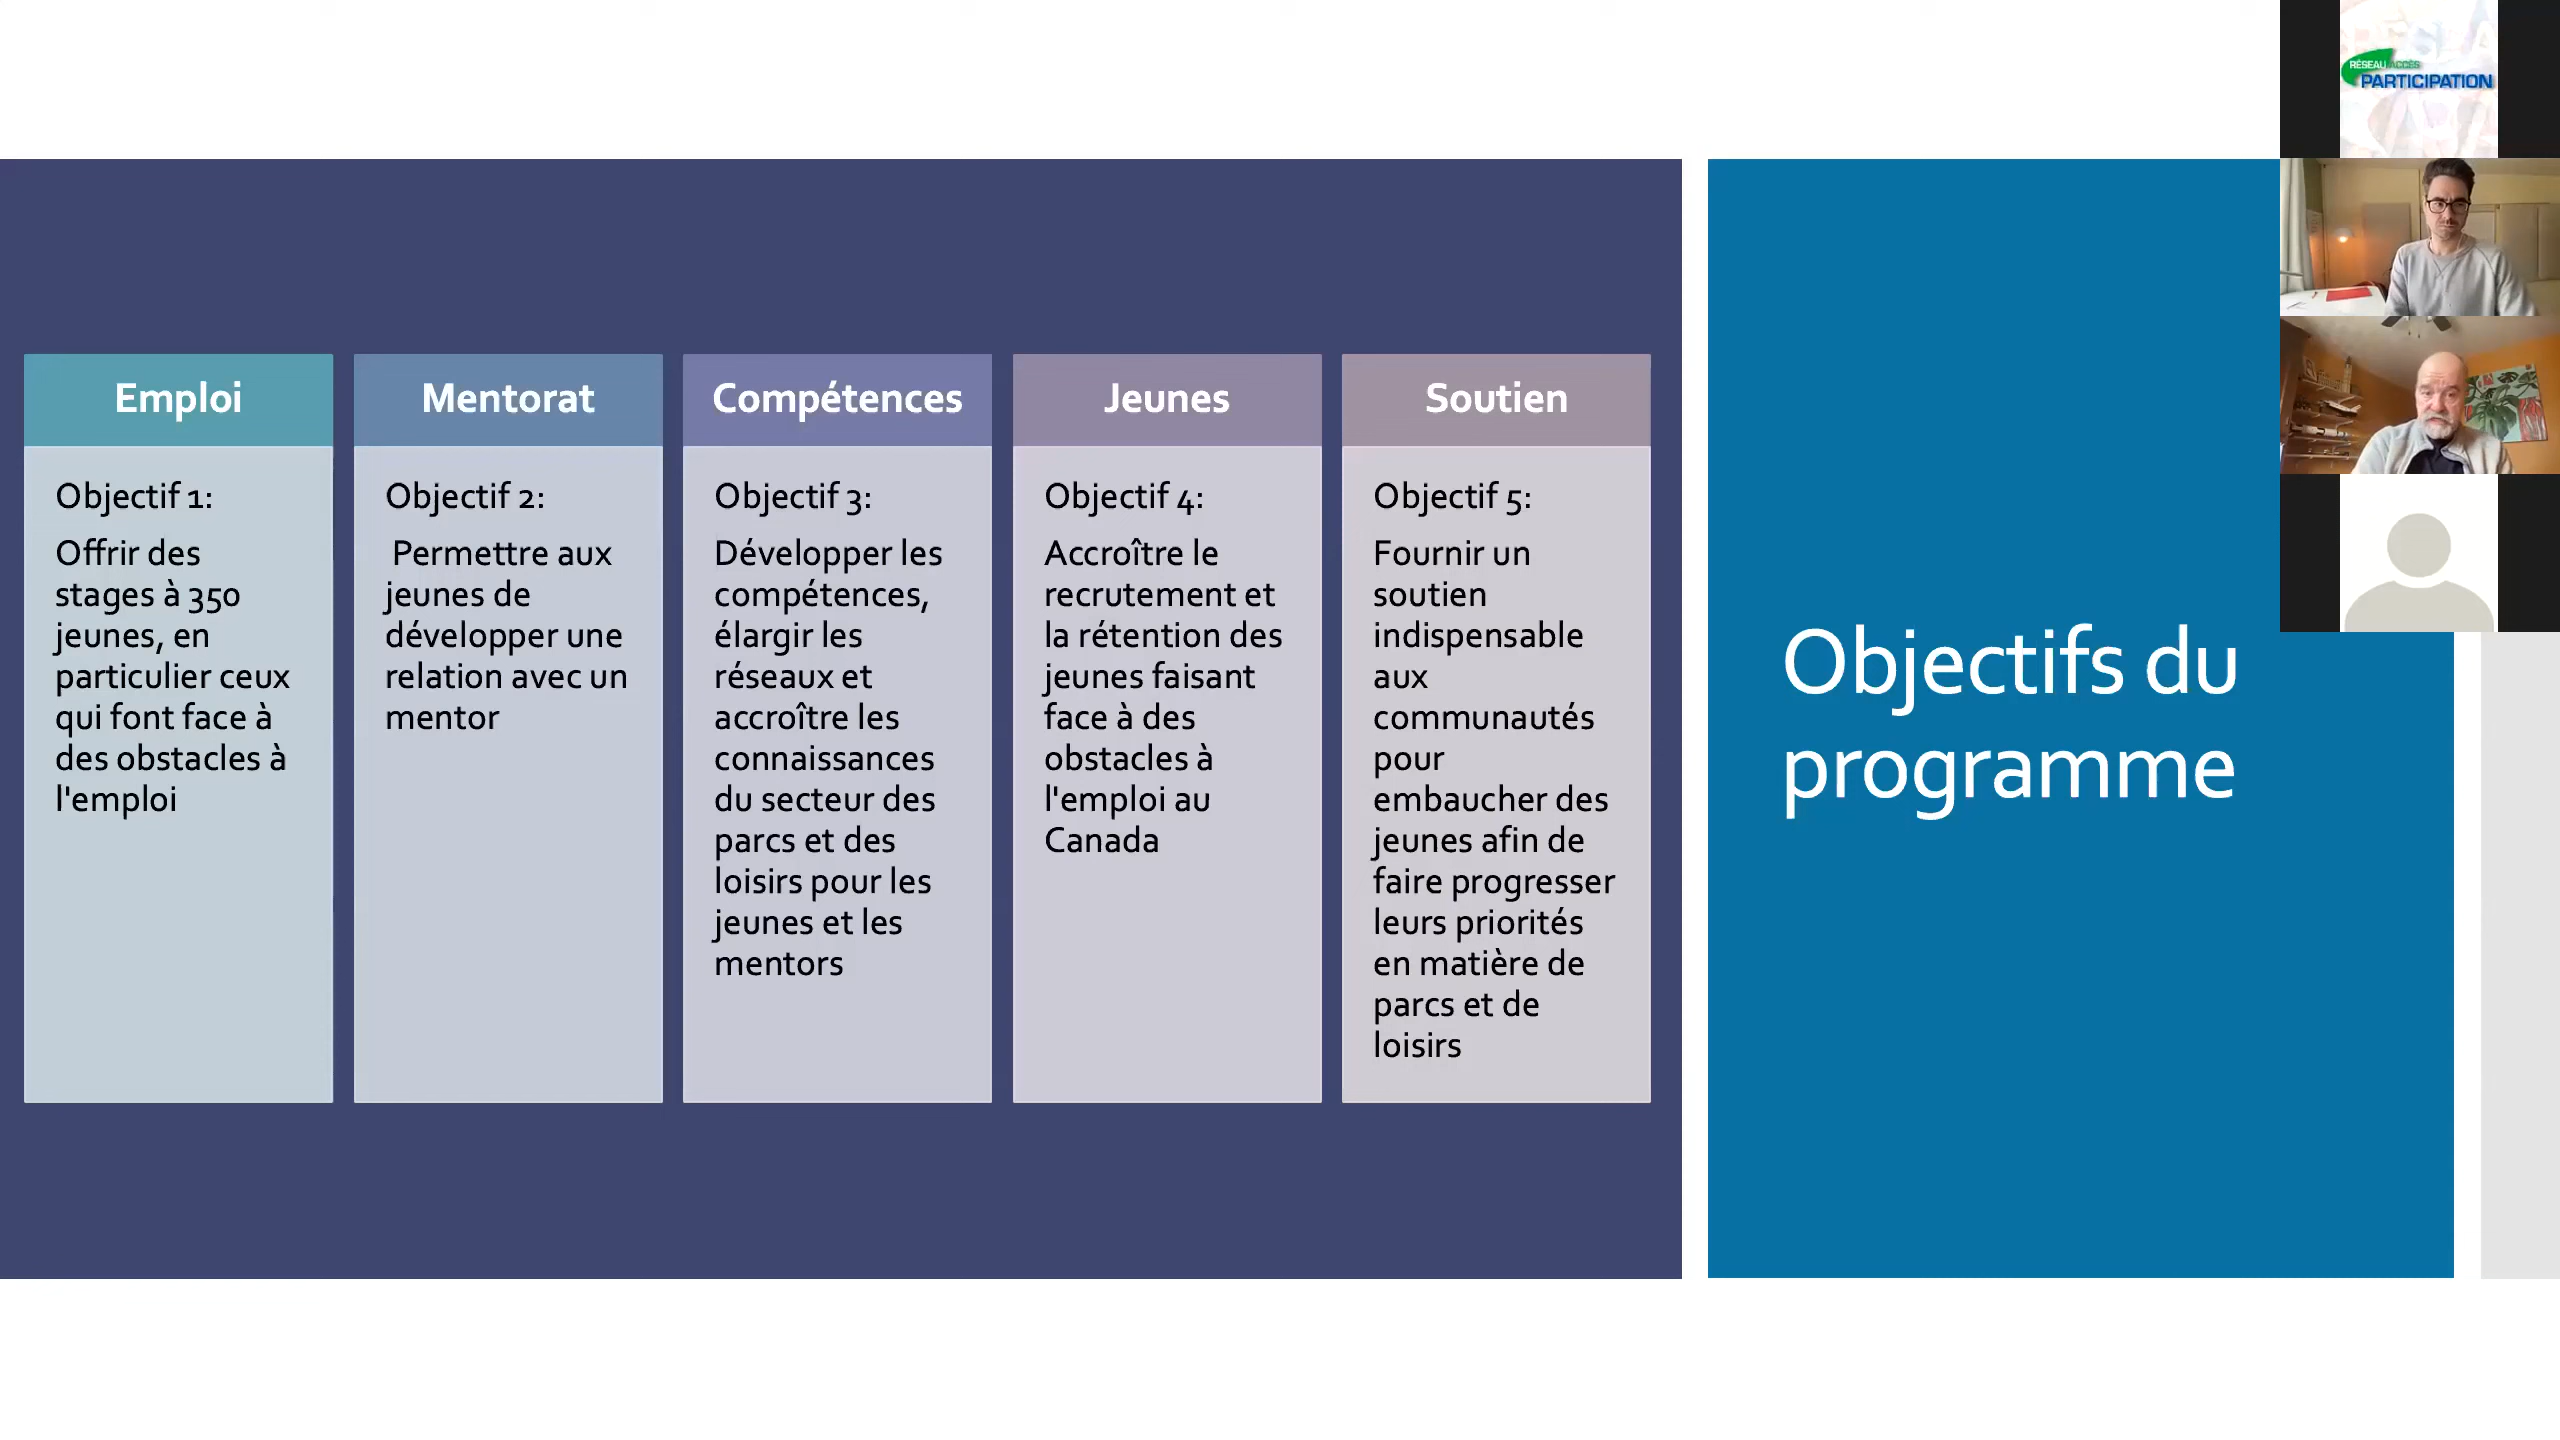 RÉSEAU ACCÈS
PARTICIPATION
Emploi
Objectif 1:
Offrir des
stages à 350
jeunes, en
particulier ceux
qui font face à
des obstacles à
l'emploi
Mentorat
Objectif 2:
Permettre aux
jeunes de
développer une
relation avec un
mentor
Compétences
Objectif 3:
Développer les
compétences,
élargir les
réseaux et
accroître les
connaissances
du secteur des
parcs et des
loisirs pour les
jeunes et les
mentors
Jeunes
Objectif 4:
Accroître le
recrutement et
la rétention des
jeunes faisant
face à des
obstacles à
l'emploi au
Canada
Soutien
Objectif 5:
Fournir un
soutien
indispensable
aux
communautés
pour
embaucher des
jeunes afin de
faire progresser
leurs priorités
en matière de
parcs et de
loisirs
Objectifs du
programme